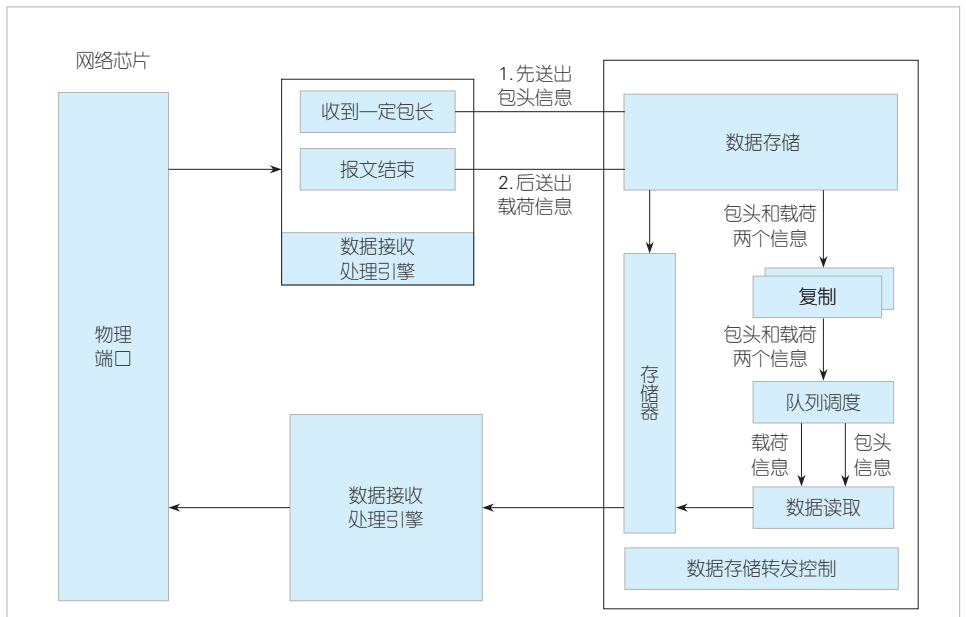 网络芯片
物理
端口
收到一定包长
报文结束
数据接收
处理引擎
1.先送出
包头信息
2.后送出
载荷信息
数据存储
包头和载荷
两个信息
复制
包头和载荷
两个信息
存储器
队列调度
载荷
信息
包头
信息
数据读取
数据接收
处理引擎
数据存储转发控制